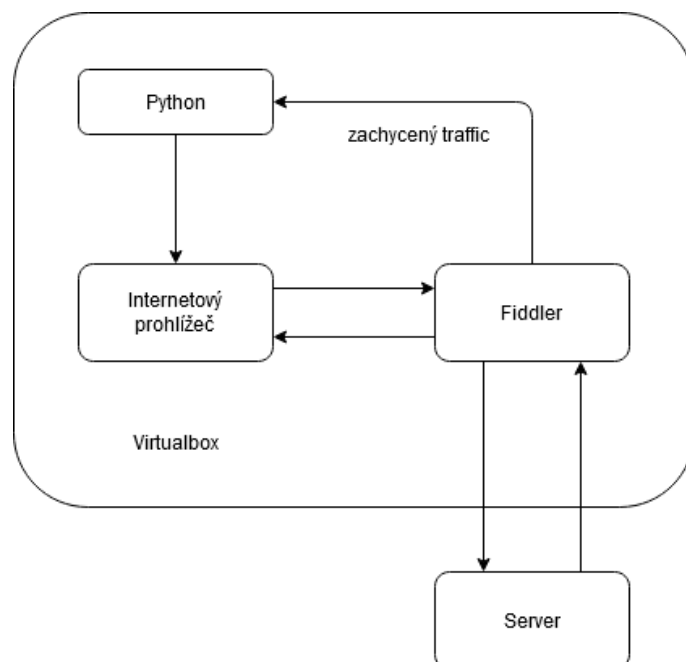 Python
zachycený traffic
Internetový
prohlížeč
Fiddler
Virtualbox
Server